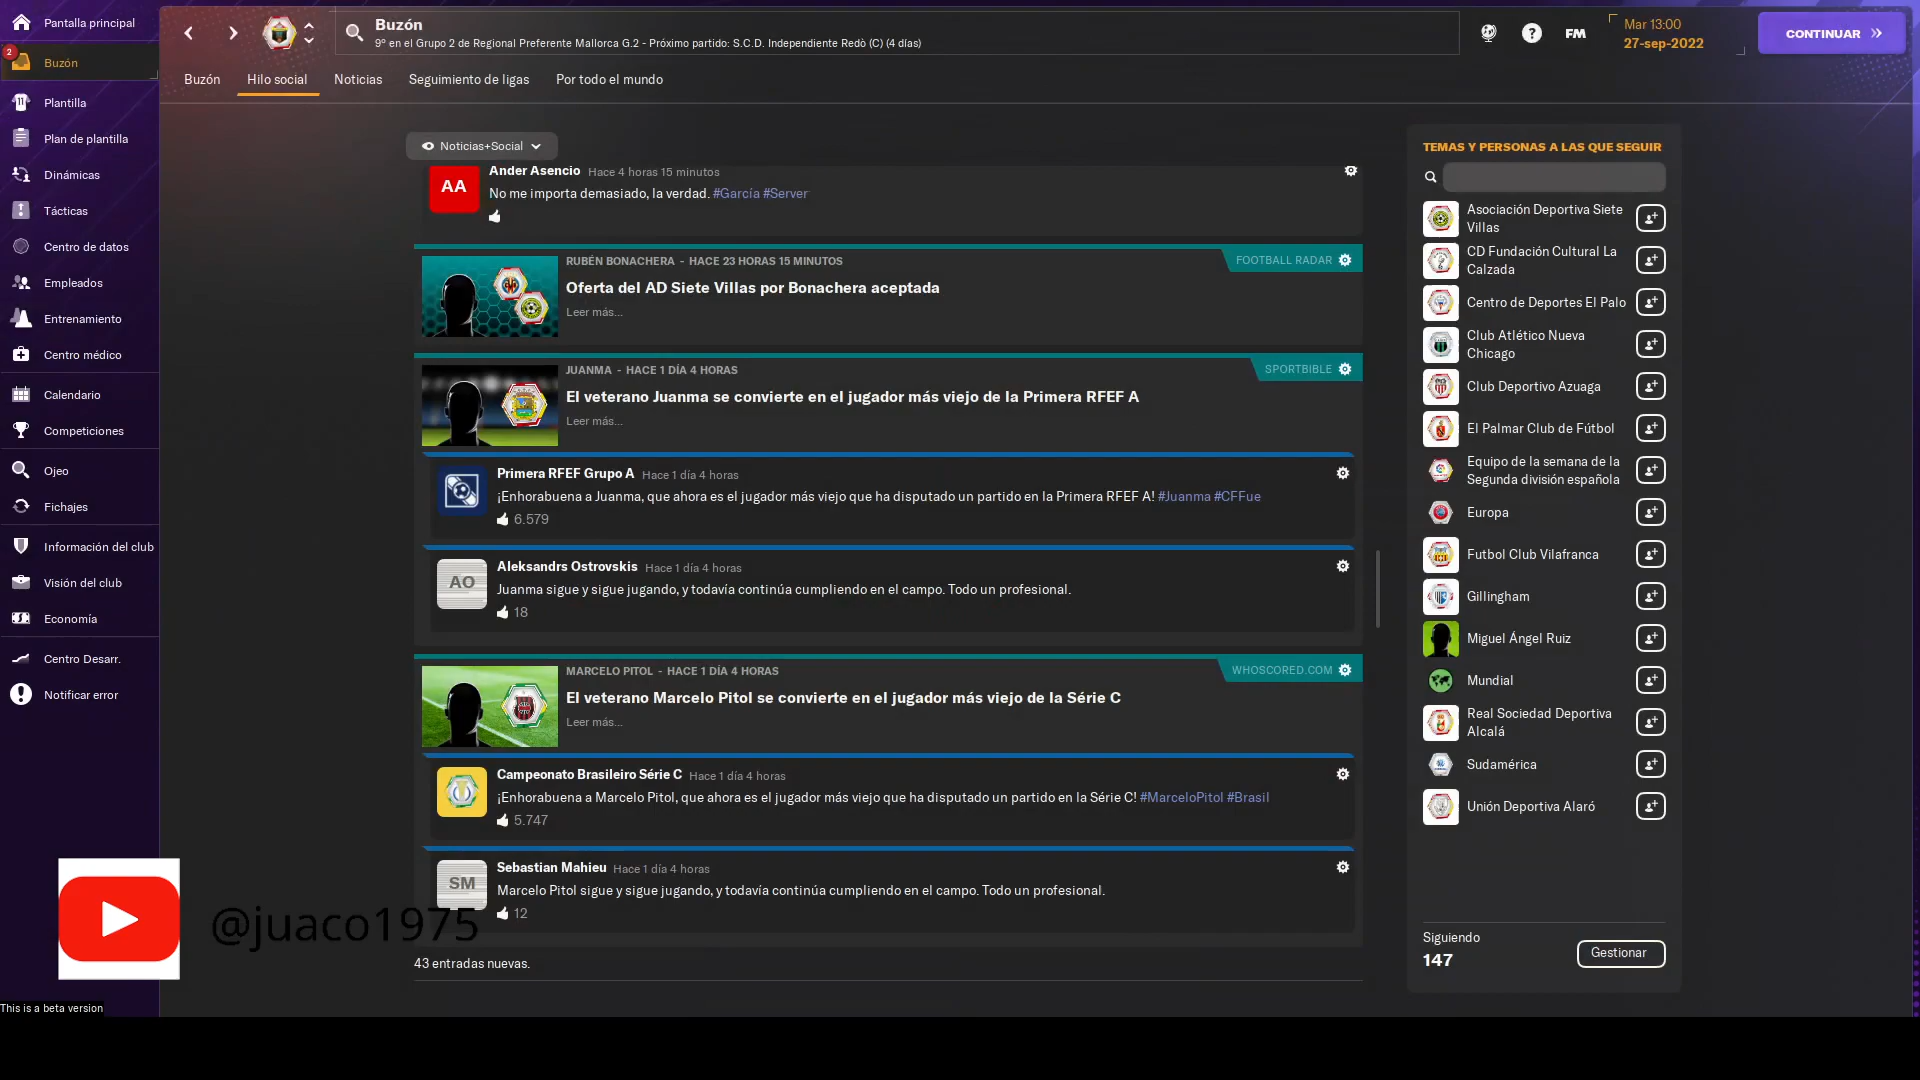 Pantalla principal
2
Buzón
Plantilla
Plan de plantilla
Dinámicas
Tácticas
Centro de datos
Empleados
Entrenamiento
Centro médico
Calendario
Competiciones
Ojeo
Fichajes
Información del club
Visión del club
Economía
Centro Desarr.
Notificar error
Buzón
9º en el Grupo 2 de Regional Preferente Mallorca G.2 - Próximo partido: S.C.D. Independiente Redò (C) (4 días)
FM
Mar 13:00
27-sep-2022
CONTINUAR
Buzón
Hilo social
Noticias
Seguimiento de ligas
Por todo el mundo
Noticias+Social
AA
Ander Asencio Hace 4 horas 15 minutos
No me importa demasiado, la verdad. #García #Server
RUBÉN BONACHERA - HACE 23 HORAS 15 MINUTOS
FOOTBALL RADAR
Oferta del AD Siete Villas por Bonachera aceptada
Leer más...
JUANMA - HACE 1 DÍA 4 HORAS
SPORTBIBLE
El veterano Juanma se convierte en el jugador más viejo de la Primera RFEF A
Leer más...
Primera RFEF Grupo A Hace 1 día 4 horas
¡Enhorabuena a Juanma, que ahora es el jugador más viejo que ha disputado un partido en la Primera RFEF A! #Juanma #CFFue
6.579
AO
Aleksandrs Ostrovskis Hace 1 día 4 horas
Juanma sigue y sigue jugando, y todavía continúa cumpliendo en el campo. Todo un profesional.
18
MARCELO PITOL - HACE 1 DÍA 4 HORAS
WHOSCORED.COM
El veterano Marcelo Pitol se convierte en el jugador más viejo de la Série C
Leer más...
Campeonato Brasileiro Série C Hace 1 día 4 horas
¡Enhorabuena a Marcelo Pitol, que ahora es el jugador más viejo que ha disputado un partido en la Série C! #MarceloPitol #Brasil
5.747
SM
Sebastian Mahieu Hace 1 día 4 horas
Marcelo Pitol sigue y sigue jugando, y todavía continúa cumpliendo en el campo. Todo un profesional.
12
43 entradas nuevas.
TEMAS Y PERSONAS A LAS QUE SEGUIR
Asociación Deportiva Siete
Villas
CD Fundación Cultural La
Calzada
Centro de Deportes El Palo
Club Atlético Nueva
Chicago
Club Deportivo Azuaga
El Palmar Club de Fútbol
Equipo de la semana de la
Segunda división española
Europa
Futbol Club Vilafranca
Gillingham
Miguel Ángel Ruiz
Mundial
Real Sociedad Deportiva
Alcalá
Sudamérica
Unión Deportiva Alaró
Siguiendo
147
Gestionar
@juaco1975
This is a beta version